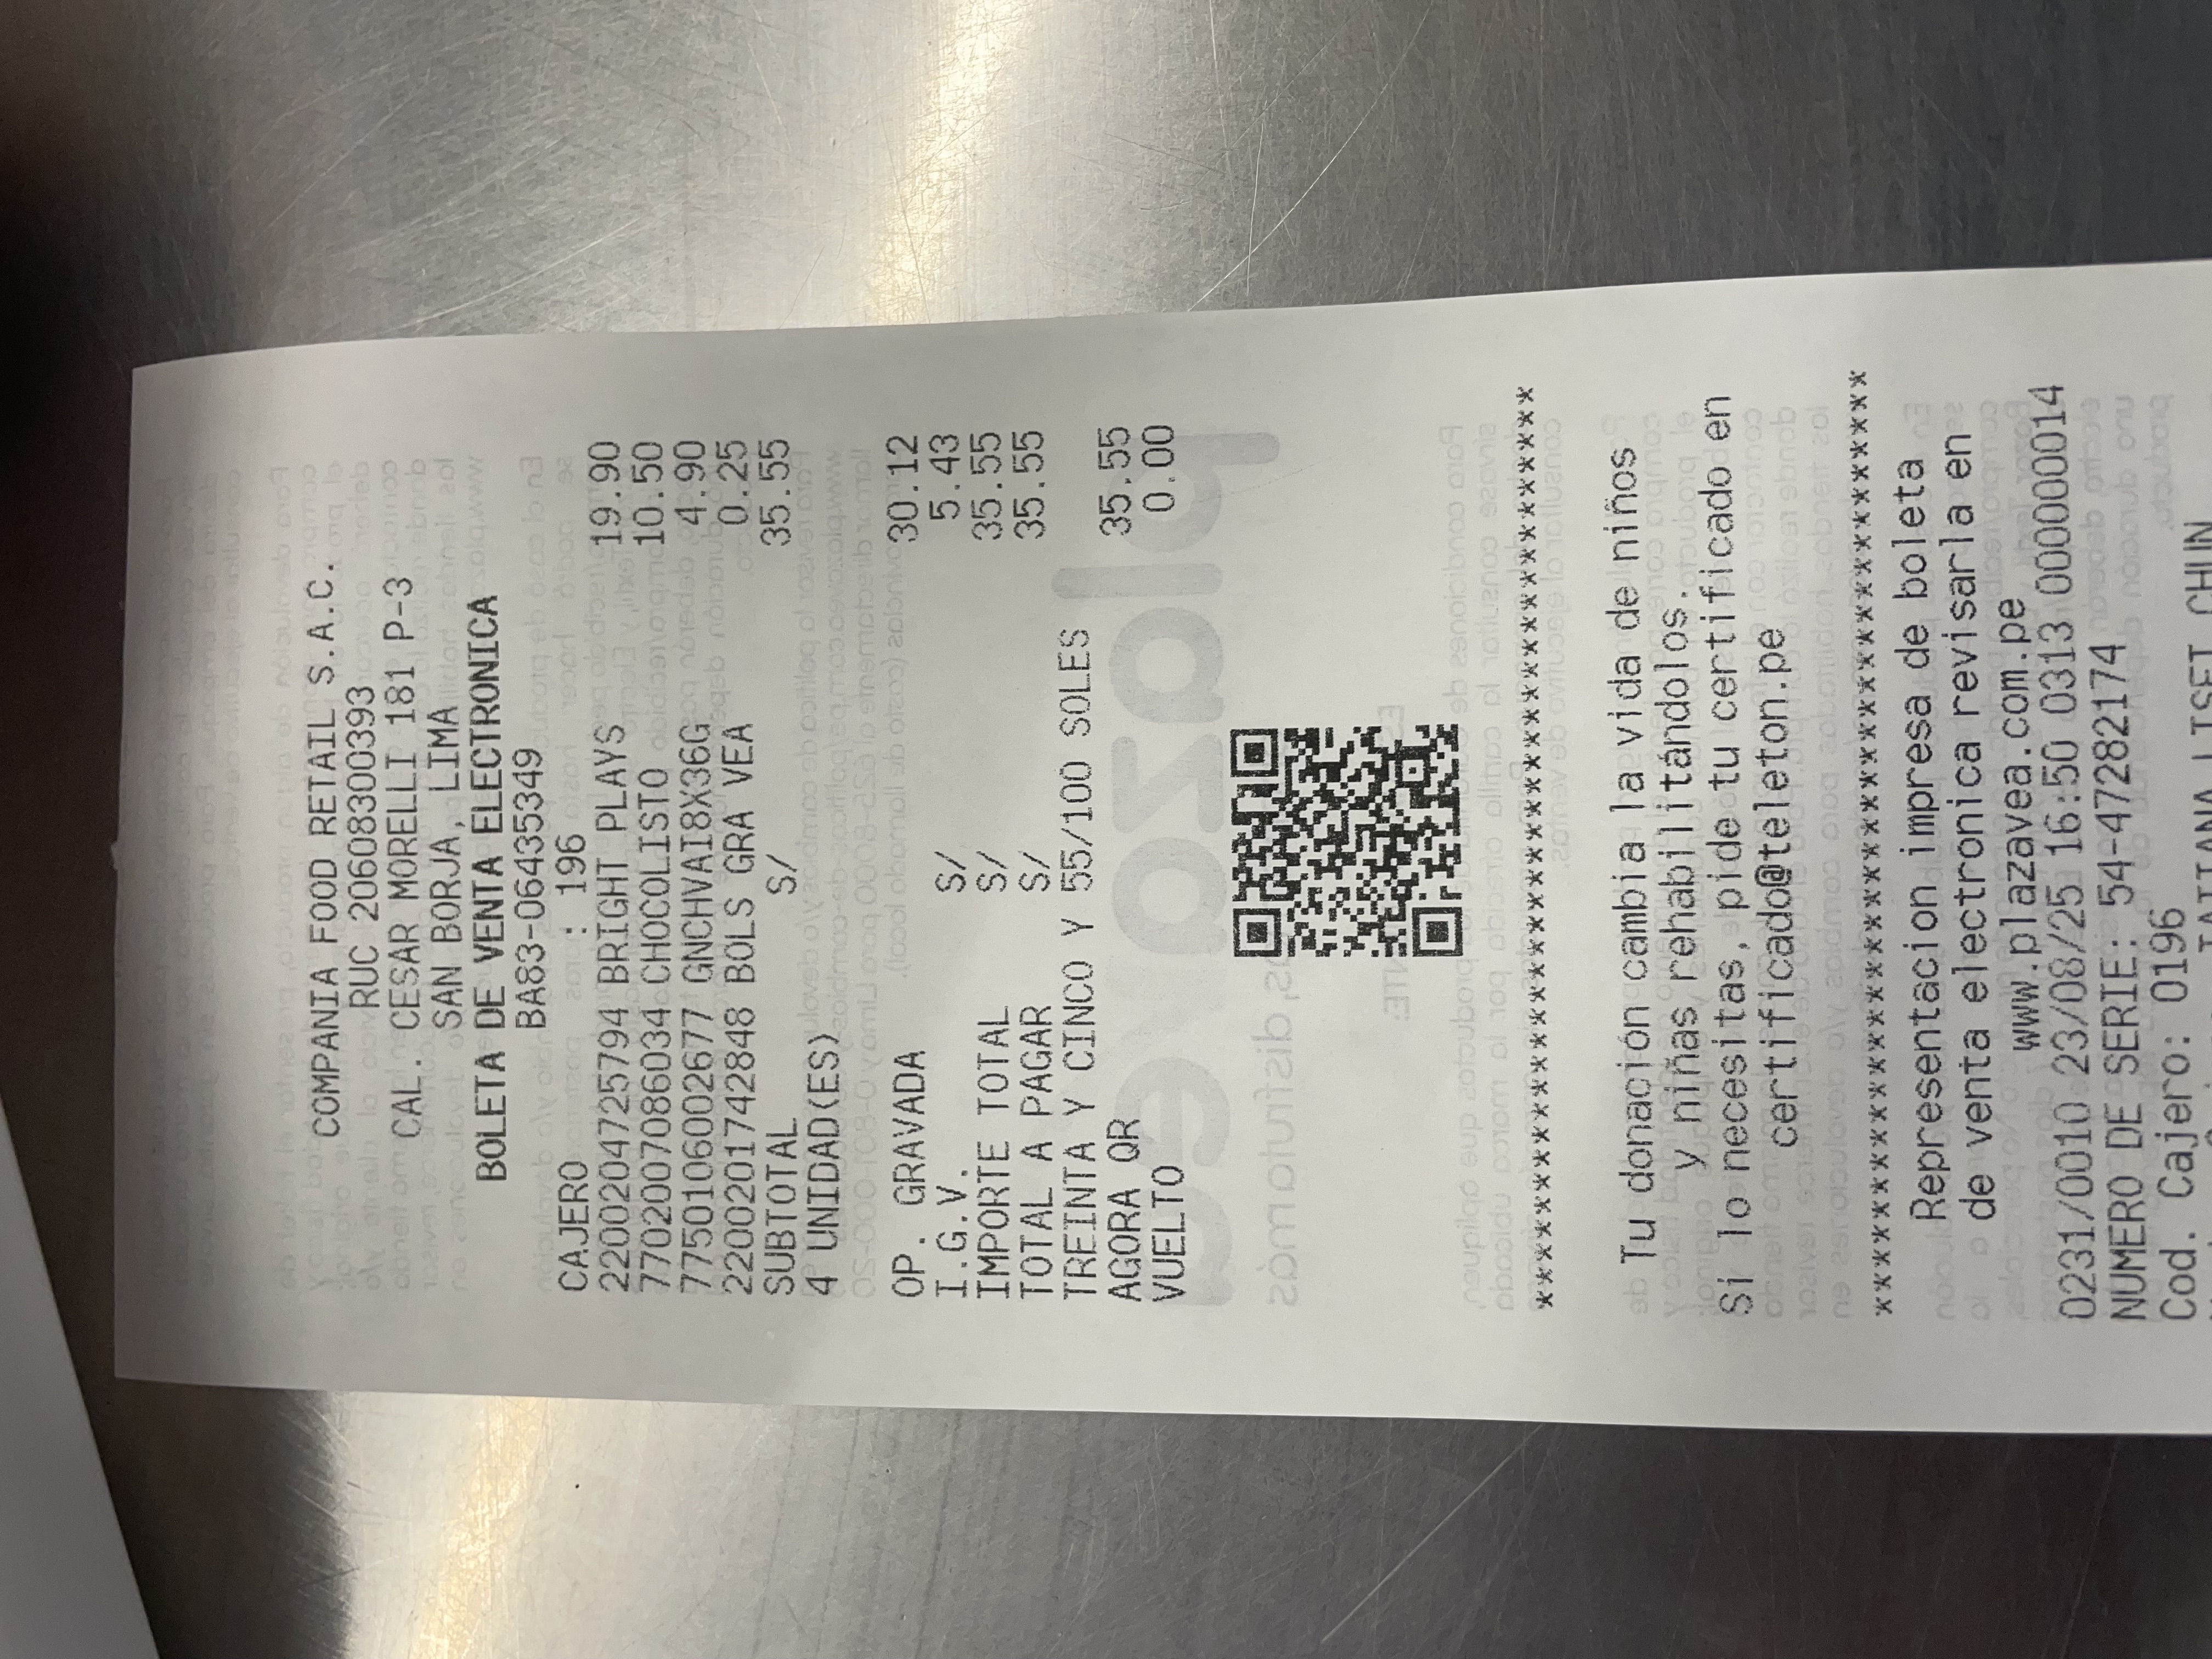 COMPANIA FOOD RETAIL S.A.C.
RUC 20608300393
CAL. CESAR MORELLI 181 P-3
SAN BORJA, LIMA
BOLETA DE VENTA ELECTRONICA
BA83-06435349
CAJERO : 196
2200204725794 BRIGHT PLAYS 19.90
7702007086034 CHOCOLISTO 10.50
7750106002677 GNCHVAI8X36G 4.90
2200201742848 BOLS GRA VEA 0.25
SUBTOTAL S/ 35.55
4 UNIDAD(ES)
OP. GRAVADA 30.12
I.G.V. S/ 5.43
IMPORTE TOTAL S/ 35.55
TOTAL A PAGAR S/ 35.55
TREINTA Y CINCO Y 55/100 SOLES
AGORA QR 35.55
VUELTO 0.00
***************************************
Tu donación cambia la vida de niños
y niñas rehabilitándolos.
Si lo necesitas, pide tu certificado en
certificado@teleton.pe
***************************************
Representacion impresa de boleta
de venta electronica revisarla en
www.plazavea.com.pe
0231/0010 23/08/25 16:50 0313 000000014
NUMERO DE SERIE: 54-47282174
Cod. Cajero: 0196
TATIANA LISET CHUN